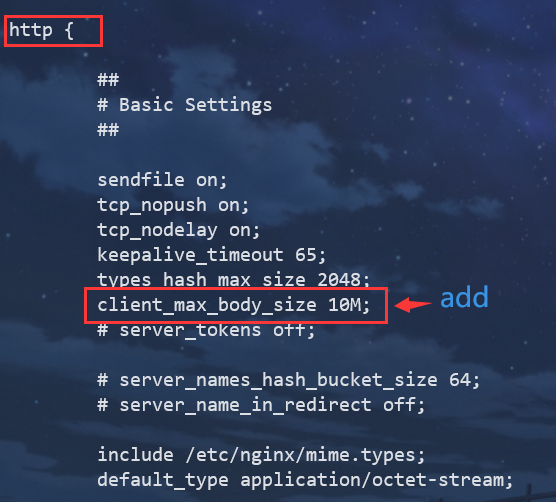 http {
##
# Basic Settings
##
sendfile on;
tcp_nopush on;
tcp_nodelay on;
keepalive_timeout 65;
types_hash_max_size 2048;
client_max_body_size 10M; add
# server_tokens off;
# server_names_hash_bucket_size 64;
# server_name_in_redirect off;
include /etc/nginx/mime.types;
default_type application/octet-stream;